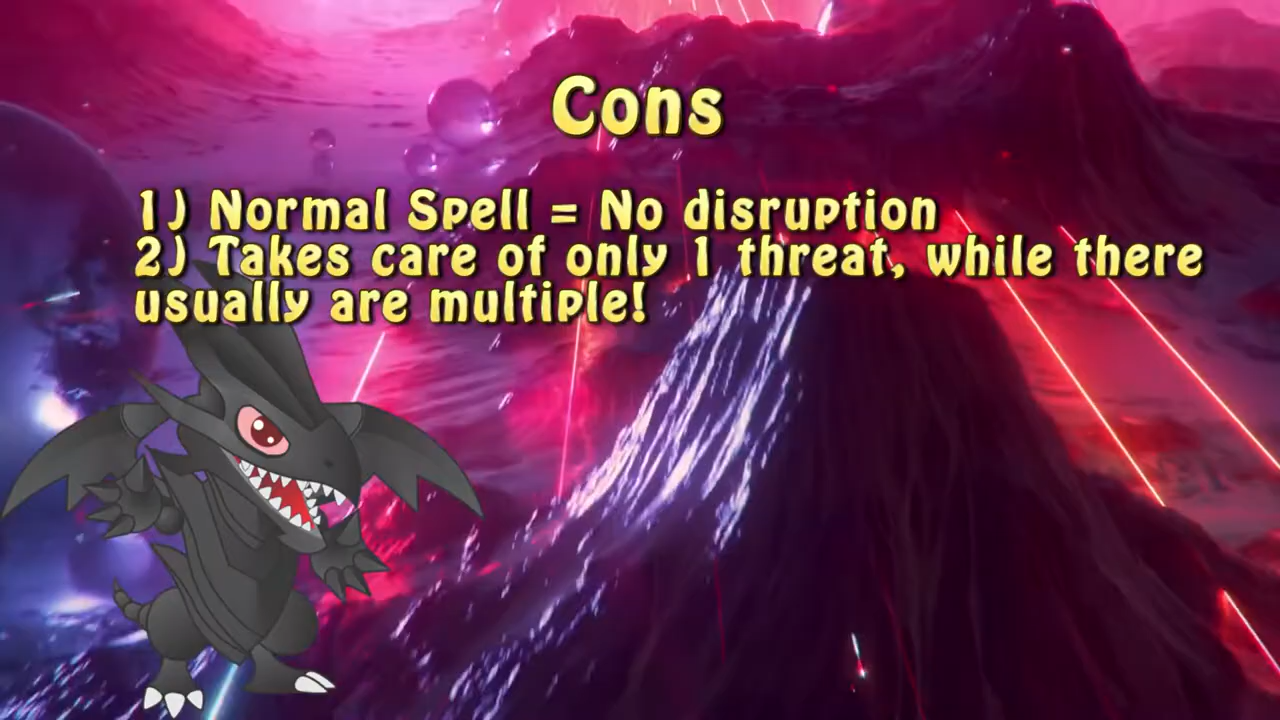 Cons
1) Normal Spell = No disruption
2) Takes care of only 1 threat, while there
usually are multiple!